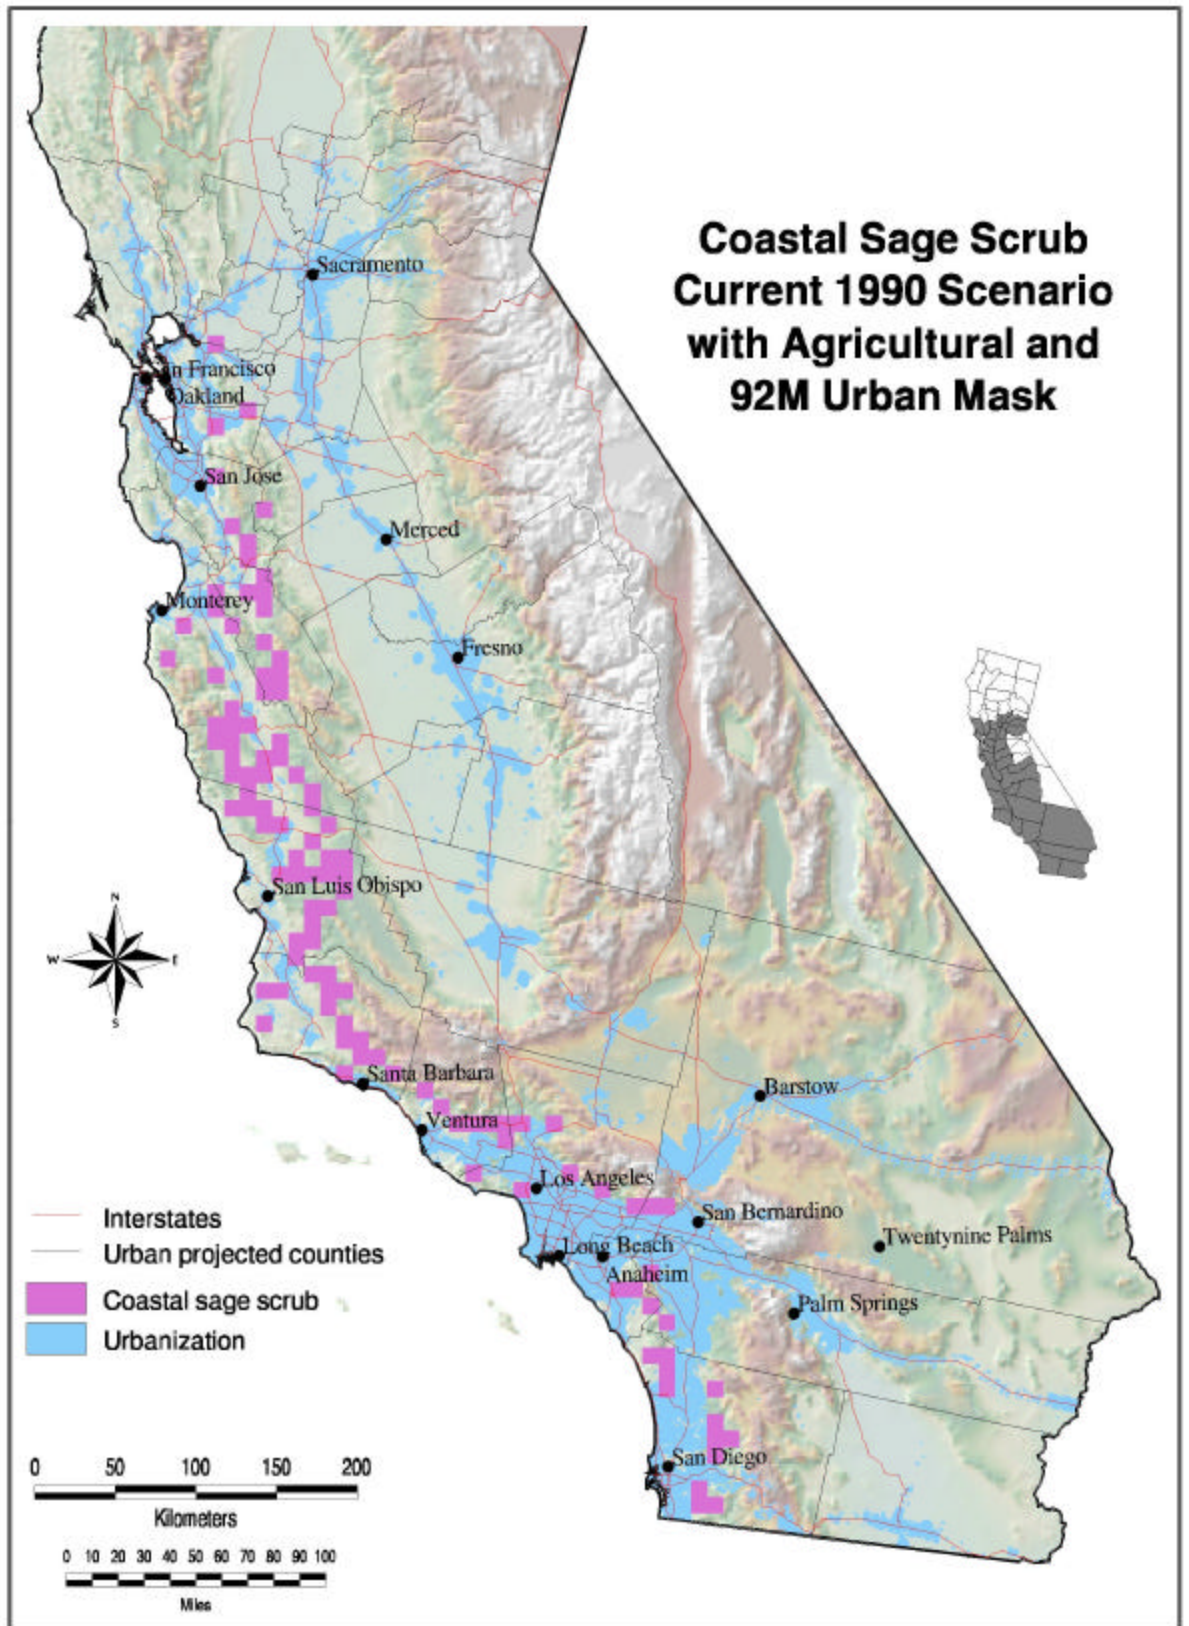 Coastal Sage Scrub
Current 1990 Scenario
with Agricultural and
92M Urban Mask
Sacramento
n Francisco
Oakland
San Jose
Merced
Monterey
Fresno
San Luis Obispo
N
W E
S
Santa Barbara
Barstow
Ventura
Los Angeles
San Bernardino
Twentynine Palms
Long Beach
Anaheim
Palm Springs
San Diego
Interstates
Urban projected counties
Coastal sage scrub
Urbanization
0 50 100 150 200
Kilometers
0 10 20 30 40 50 60 70 80 90 100
Miles